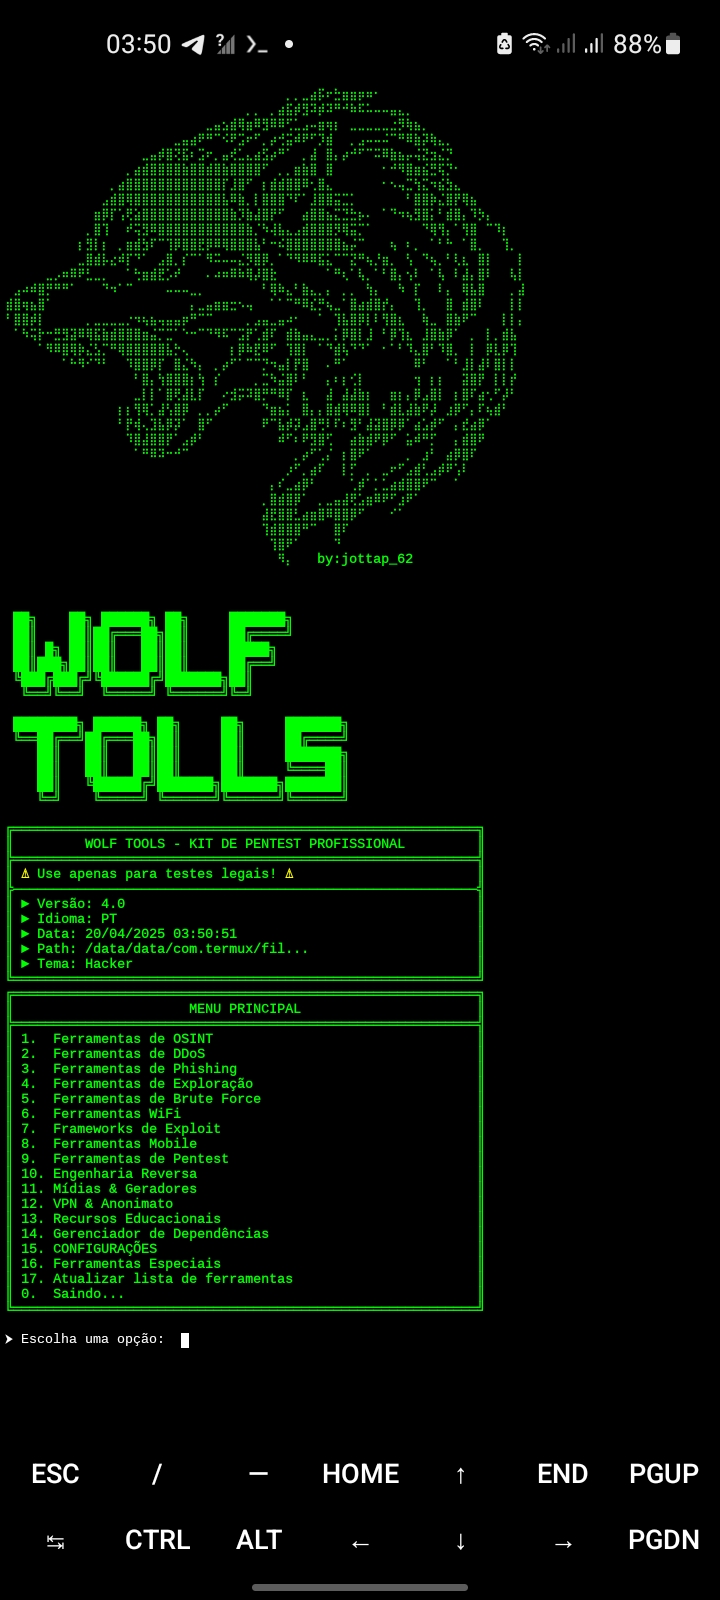 03:50 88%
by:jottap_62
WOLF
TOLLS
WOLF TOOLS - KIT DE PENTEST PROFISSIONAL
⚠ Use apenas para testes legais! ⚠
► Versão: 4.0
► Idioma: PT
► Data: 20/04/2025 03:50:51
► Path: /data/data/com.termux/fil...
► Tema: Hacker
MENU PRINCIPAL
1. Ferramentas de OSINT
2. Ferramentas de DDoS
3. Ferramentas de Phishing
4. Ferramentas de Exploração
5. Ferramentas de Brute Force
6. Ferramentas WiFi
7. Frameworks de Exploit
8. Ferramentas Mobile
9. Ferramentas de Pentest
10. Engenharia Reversa
11. Mídias & Geradores
12. VPN & Anonimato
13. Recursos Educacionais
14. Gerenciador de Dependências
15. CONFIGURAÇÕES
16. Ferramentas Especiais
17. Atualizar lista de ferramentas
0. Saindo...
➤ Escolha uma opção:
ESC / — HOME ↑ END PGUP
↹ CTRL ALT ← ↓ → PGDN